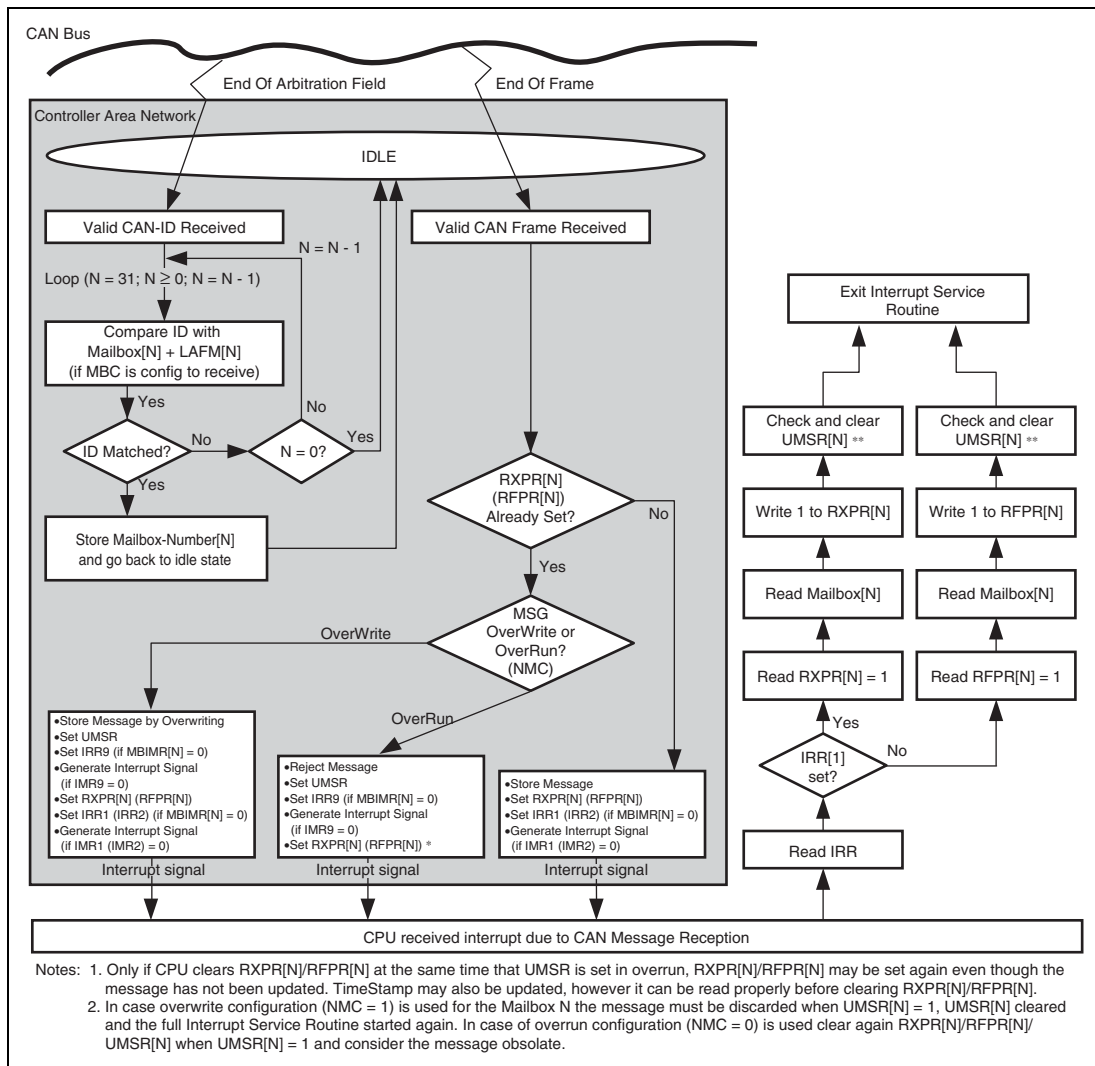 CAN Bus
End Of Arbitration Field
End Of Frame
Controller Area Network
IDLE
Valid CAN-ID Received
Valid CAN Frame Received
N = N - 1
Loop (N = 31; N ≥ 0; N = N - 1)
Compare ID with
Mailbox[N] + LAFM[N]
(if MBC is config to receive)
Yes
No
ID Matched?
No
N = 0?
Yes
Yes
Store Mailbox-Number[N]
and go back to idle state
RXPR[N]
(RFPR[N])
Already Set?
No
Yes
MSG
OverWrite or
OverRun?
(NMC)
OverWrite
OverRun
•Store Message by Overwriting
•Set UMSR
•Set IRR9 (if MBIMR[N] = 0)
•Generate Interrupt Signal
(if IMR9 = 0)
•Set RXPR[N] (RFPR[N])
•Set IRR1 (IRR2) (if MBIMR[N] = 0)
•Generate Interrupt Signal
(if IMR1 (IMR2) = 0)
•Reject Message
•Set UMSR
•Set IRR9 (if MBIMR[N] = 0)
•Generate Interrupt Signal
(if IMR9 = 0)
•Set RXPR[N] (RFPR[N]) *
•Store Message
•Set RXPR[N] (RFPR[N])
•Set IRR1 (IRR2) (if MBIMR[N] = 0)
•Generate Interrupt Signal
(if IMR1 (IMR2) = 0)
Interrupt signal
Interrupt signal
Interrupt signal
Exit Interrupt Service
Routine
Check and clear
UMSR[N] **
Check and clear
UMSR[N] **
Write 1 to RXPR[N]
Write 1 to RFPR[N]
Read Mailbox[N]
Read Mailbox[N]
Read RXPR[N] = 1
Read RFPR[N] = 1
Yes
No
IRR[1]
set?
Read IRR
CPU received interrupt due to CAN Message Reception
Notes: 1. Only if CPU clears RXPR[N]/RFPR[N] at the same time that UMSR is set in overrun, RXPR[N]/RFPR[N] may be set again even though the
message has not been updated. TimeStamp may also be updated, however it can be read properly before clearing RXPR[N]/RFPR[N].
2. In case overwrite configuration (NMC = 1) is used for the Mailbox N the message must be discarded when UMSR[N] = 1, UMSR[N] cleared
and the full Interrupt Service Routine started again. In case of overrun configuration (NMC = 0) is used clear again RXPR[N]/RFPR[N]/
UMSR[N] when UMSR[N] = 1 and consider the message obsolate.